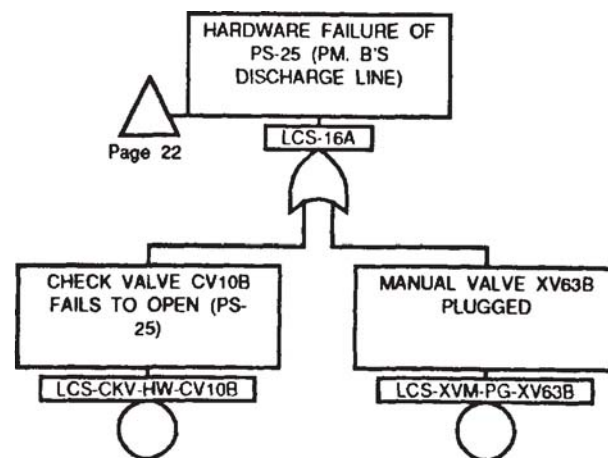 HARDWARE FAILURE OF
PS-25 (PM. B'S
DISCHARGE LINE)
Page 22
LCS-16A
CHECK VALVE CV10B
FAILS TO OPEN (PS-
25)
MANUAL VALVE XV63B
PLUGGED
LCS-CKV-HW-CV10B
LCS-XVM-PG-XV63B